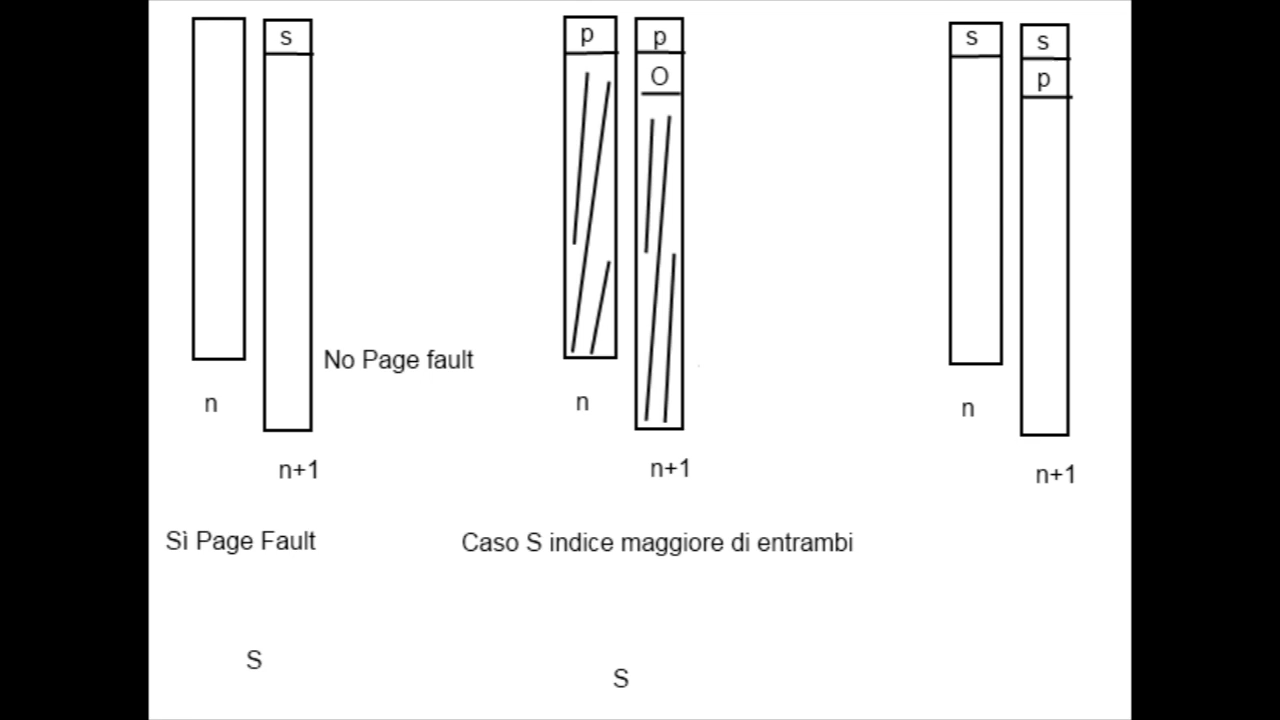 s p p s s
O p
No Page fault
n n n
n+1 n+1 n+1
Sì Page Fault Caso S indice maggiore di entrambi
S S